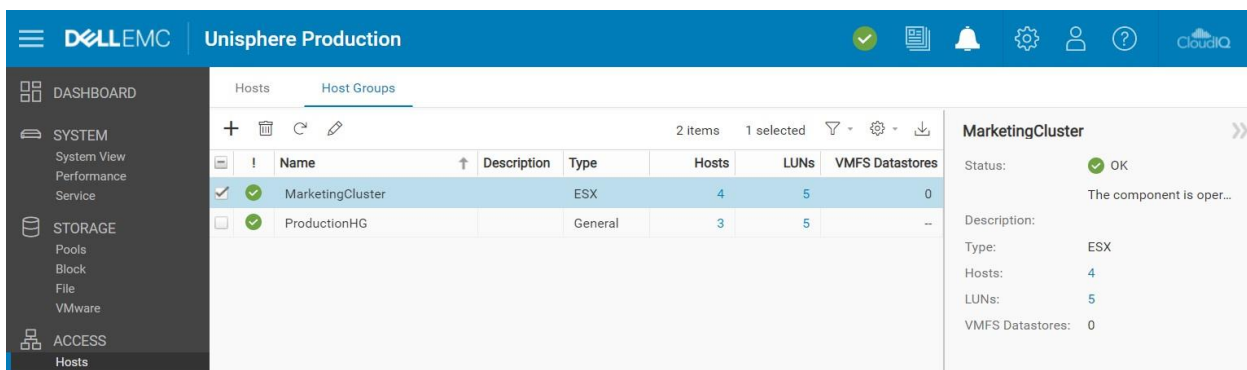 DELLEMC Unisphere Production CloudIQ
DASHBOARD
SYSTEM
System View
Performance
Service
STORAGE
Pools
Block
File
VMware
ACCESS
Hosts
Hosts Host Groups
2 items 1 selected
! Name Description Type Hosts LUNs VMFS Datastores
MarketingCluster ESX 4 5 0
ProductionHG General 3 5 --
MarketingCluster
Status: OK
The component is oper...
Description:
Type: ESX
Hosts: 4
LUNs: 5
VMFS Datastores: 0